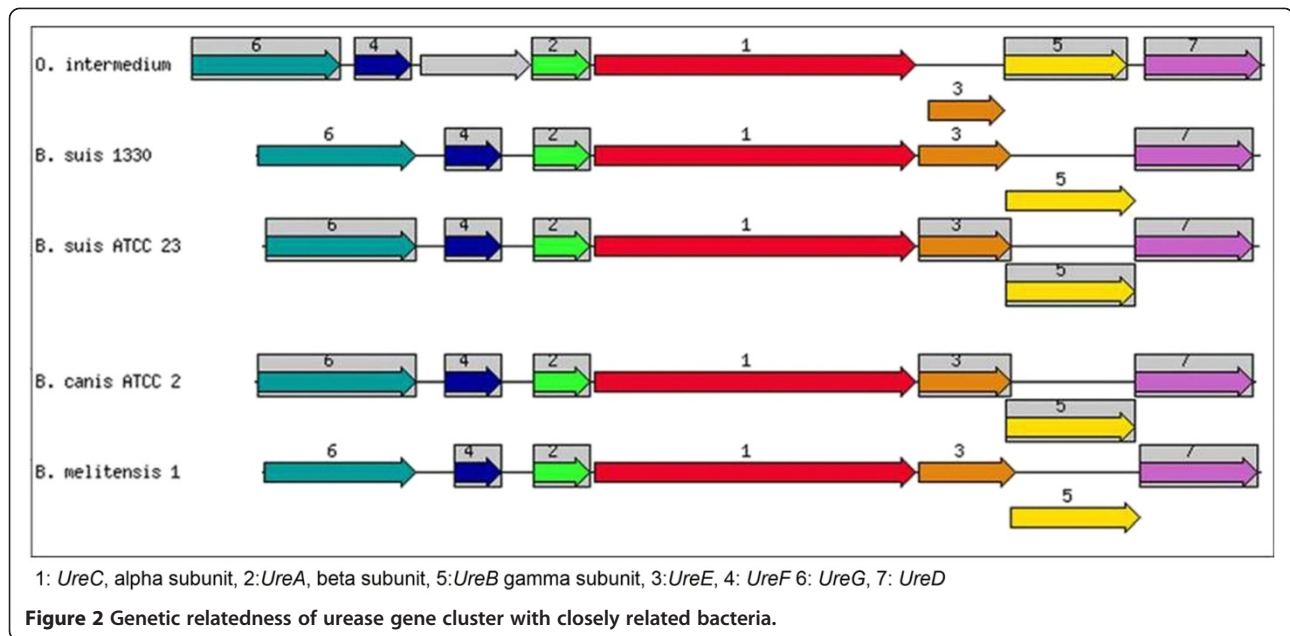 O. intermedium 6 4 2 1 5 7
3
B. suis 1330 6 4 2 1 3 7
5
B. suis ATCC 23 6 4 2 1 3 7
5
B. canis ATCC 2 6 4 2 1 3 7
5
B. melitensis 1 6 4 2 1 3 7
5
1: UreC, alpha subunit, 2:UreA, beta subunit, 5:UreB gamma subunit, 3:UreE, 4: UreF 6: UreG, 7: UreD
Figure 2 Genetic relatedness of urease gene cluster with closely related bacteria.